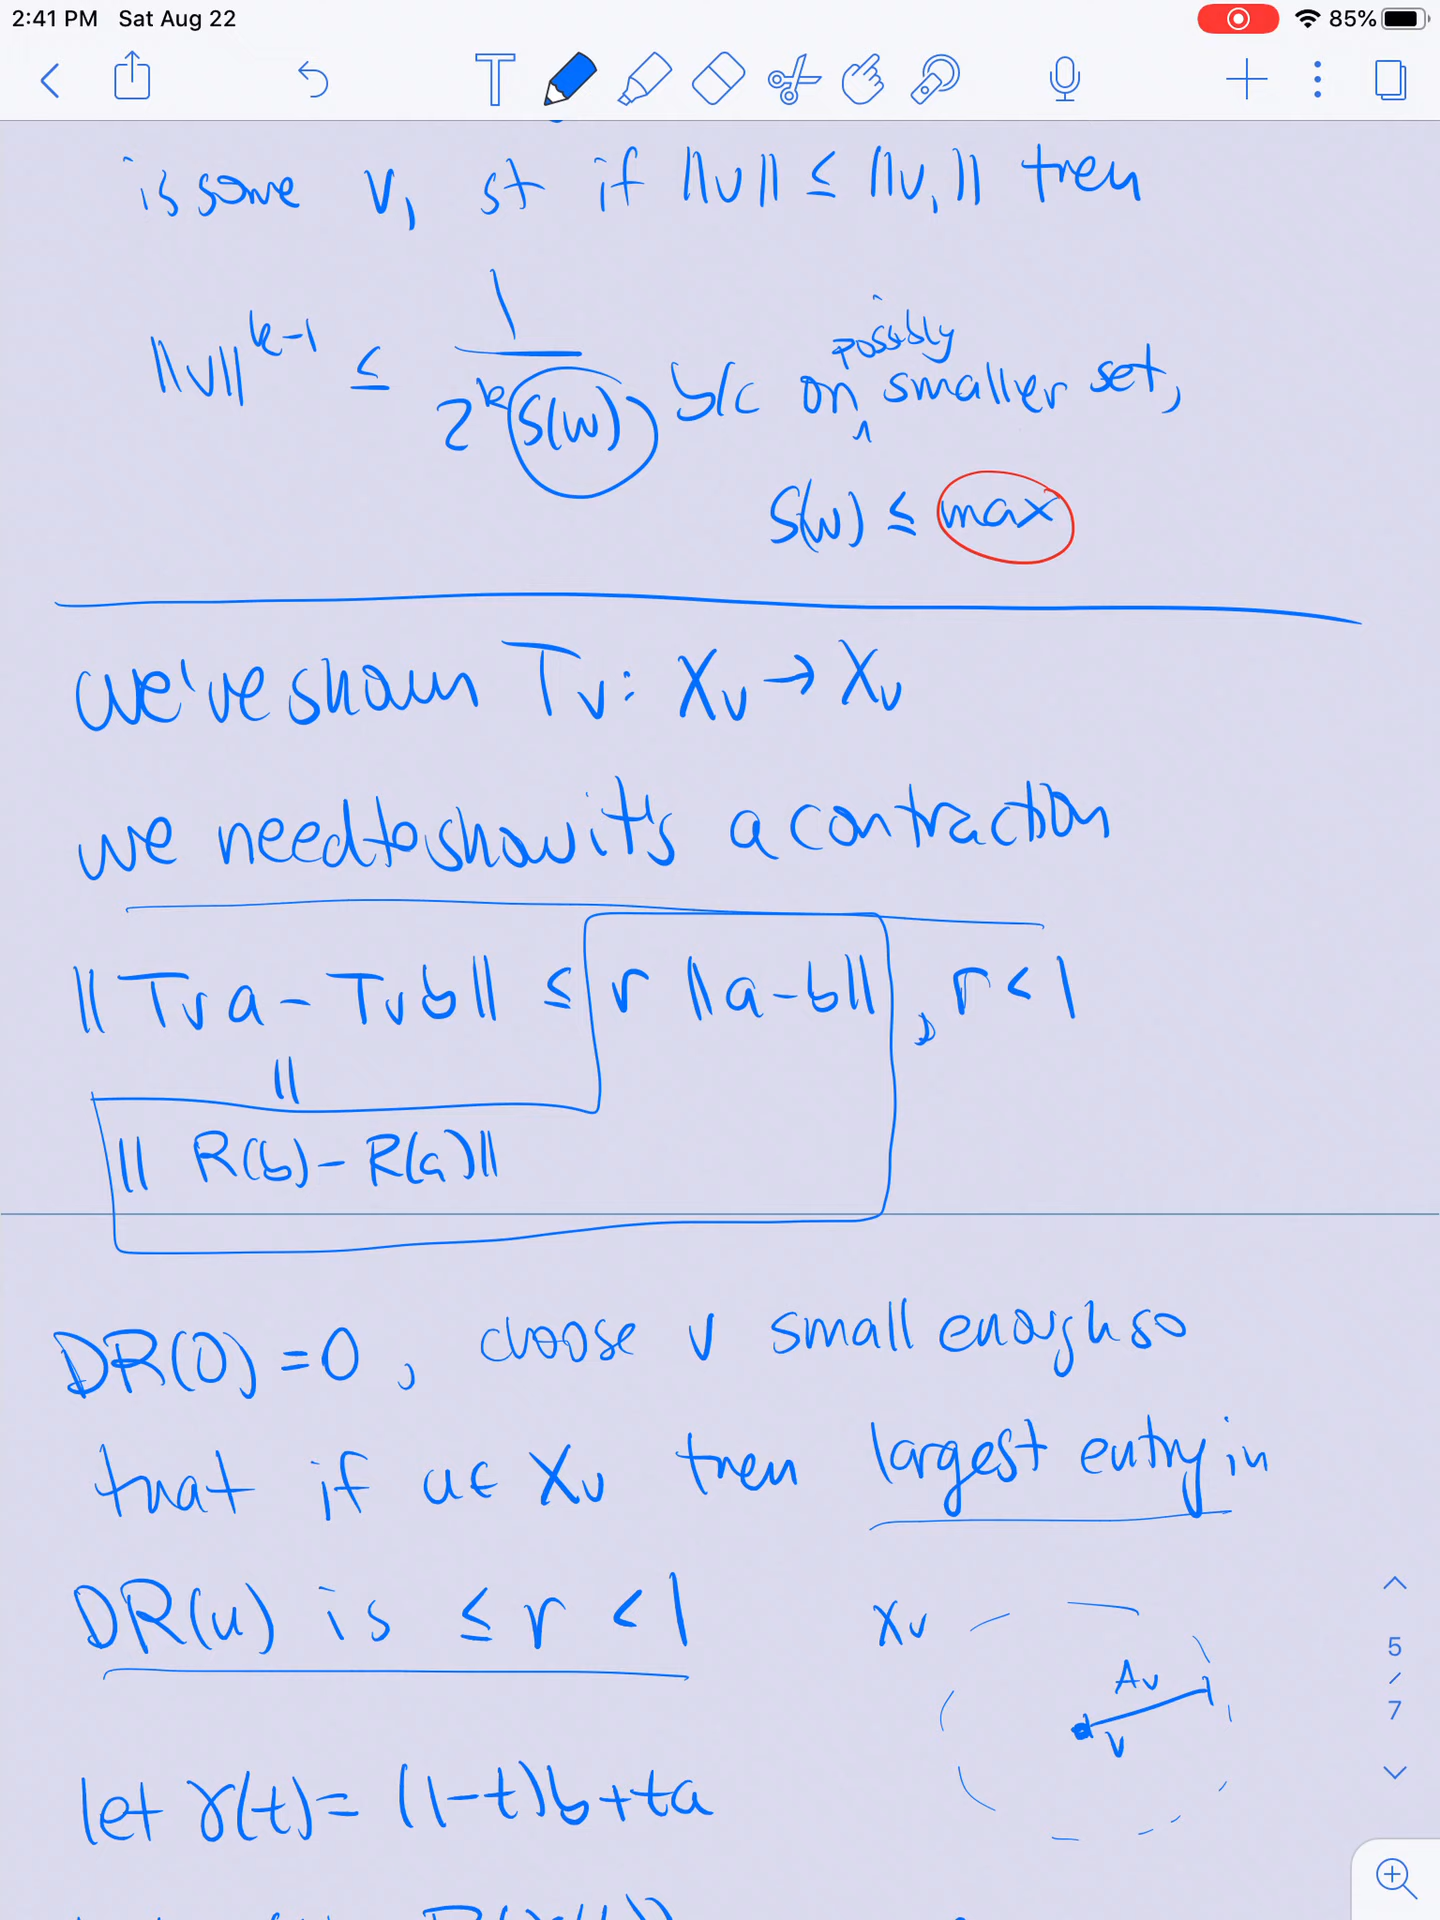 2:41 PM Sat Aug 22 85%
T
is some v₁ st if ||v|| ≤ ||v₁|| then
||v||^{k-1} ≤ 1/(2^k S(w)) b/c on possibly smaller set,
S(w) ≤ max
we've shown T_v: X_v → X_v
we need to show it's a contraction
|| T_v a - T_v b || ≤ r ||a-b||, r < 1
||
|| R(b) - R(a) ||
DR(0) = 0, choose v small enough so
that if u ∈ X_v then largest entry in
DR(u) is ≤ r < 1
X_v
A_v
v
5
/
7
let γ(t) = (1-t)b + ta